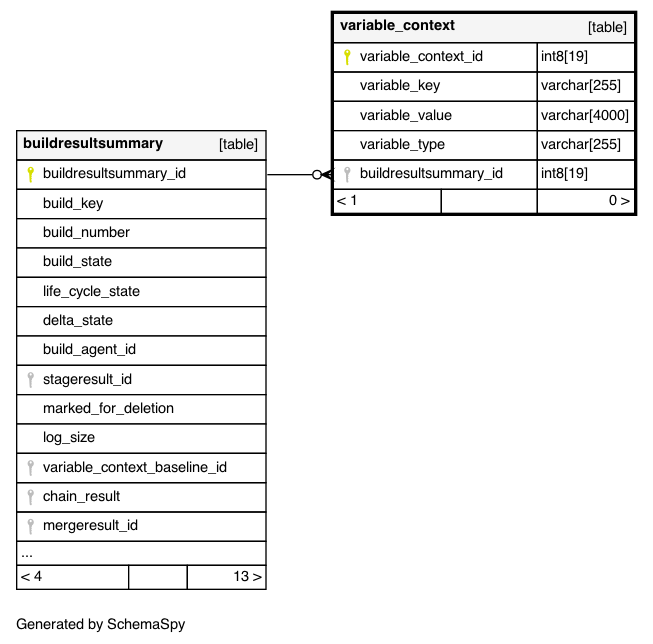 variable_context [table]
variable_context_id int8[19]
variable_key varchar[255]
variable_value varchar[4000]
variable_type varchar[255]
buildresultsummary_id int8[19]
< 1 0 >
buildresultsummary [table]
buildresultsummary_id
build_key
build_number
build_state
life_cycle_state
delta_state
build_agent_id
stageresult_id
marked_for_deletion
log_size
variable_context_baseline_id
chain_result
mergeresult_id
...
< 4 13 >
Generated by SchemaSpy